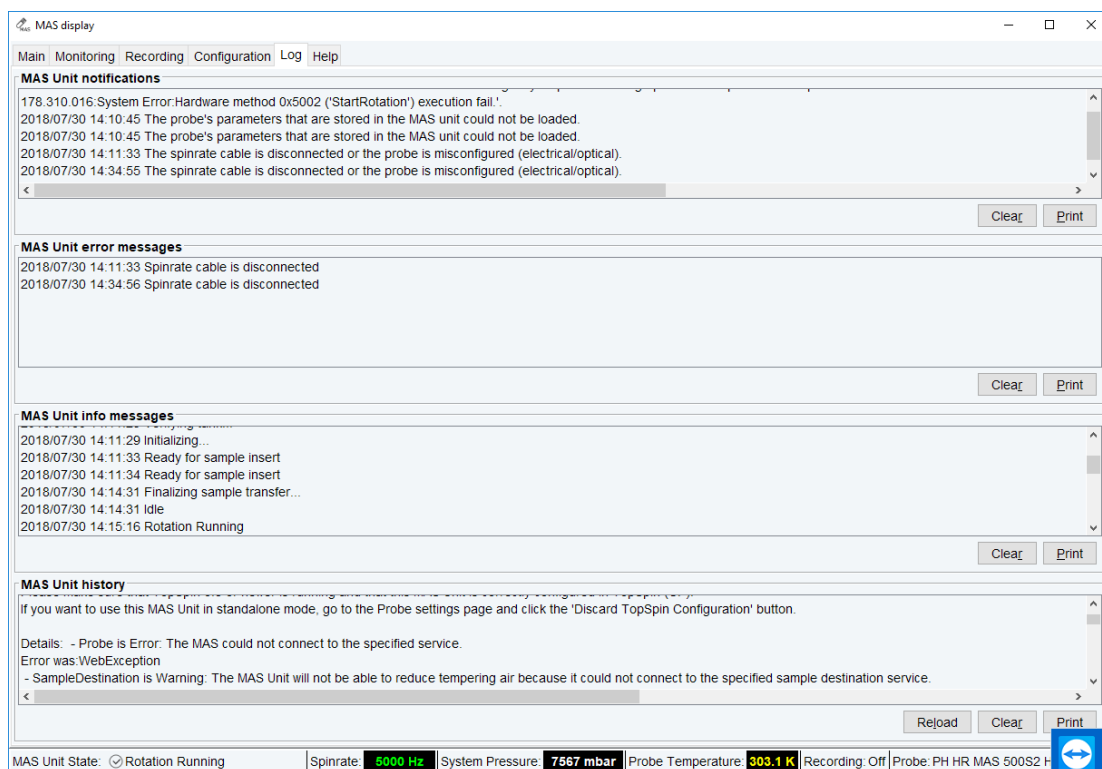 MAS display
Main Monitoring Recording Configuration Log Help
MAS Unit notifications
178.310.016:System Error:Hardware method 0x5002 ('StartRotation') execution fail.'.
2018/07/30 14:10:45 The probe's parameters that are stored in the MAS unit could not be loaded.
2018/07/30 14:10:45 The probe's parameters that are stored in the MAS unit could not be loaded.
2018/07/30 14:11:33 The spinrate cable is disconnected or the probe is misconfigured (electrical/optical).
2018/07/30 14:34:55 The spinrate cable is disconnected or the probe is misconfigured (electrical/optical).
Clear Print
MAS Unit error messages
2018/07/30 14:11:33 Spinrate cable is disconnected
2018/07/30 14:34:56 Spinrate cable is disconnected
Clear Print
MAS Unit info messages
2018/07/30 14:11:29 Initializing...
2018/07/30 14:11:33 Ready for sample insert
2018/07/30 14:11:34 Ready for sample insert
2018/07/30 14:14:31 Finalizing sample transfer...
2018/07/30 14:14:31 Idle
2018/07/30 14:15:16 Rotation Running
Clear Print
MAS Unit history
If you want to use this MAS Unit in standalone mode, go to the Probe settings page and click the 'Discard TopSpin Configuration' button.
Details: - Probe is Error: The MAS could not connect to the specified service.
Error was:WebException
- SampleDestination is Warning: The MAS Unit will not be able to reduce tempering air because it could not connect to the specified sample destination service.
Reload Clear Print
MAS Unit State: Rotation Running Spinrate: 5000 Hz System Pressure: 7567 mbar Probe Temperature: 303.1 K Recording: Off Probe: PH HR MAS 500S2 H